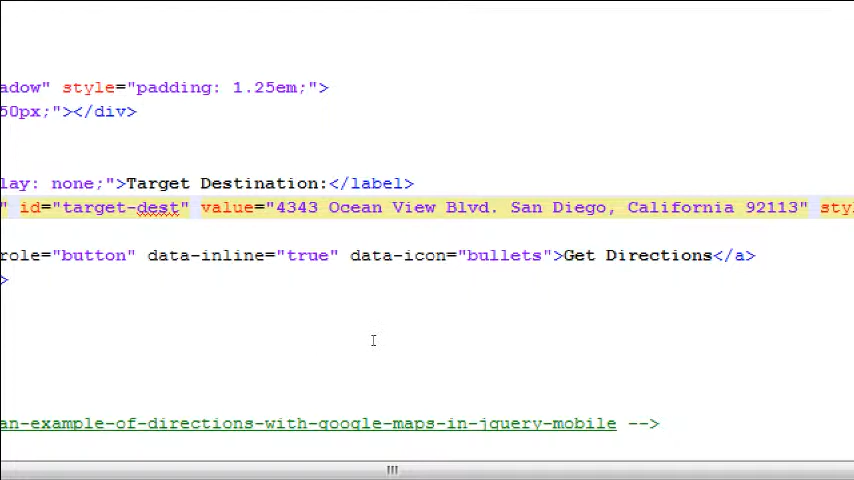 adow" style="padding: 1.25em;">
50px;"></div>
lay: none;">Target Destination:</label>
" id="target-dest" value="4343 Ocean View Blvd. San Diego, California 92113" sty
role="button" data-inline="true" data-icon="bullets">Get Directions</a>
>
an-example-of-directions-with-google-maps-in-jquery-mobile -->